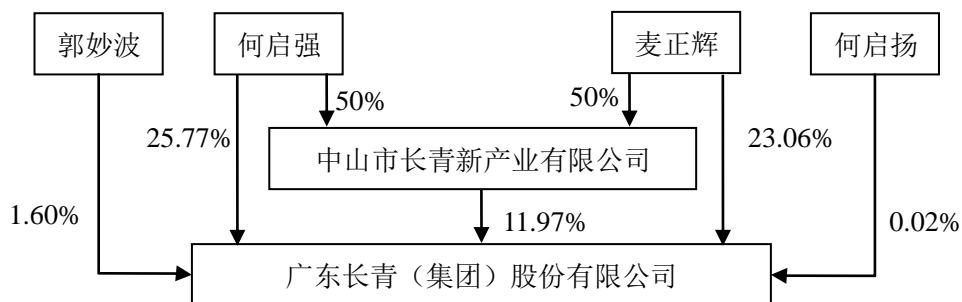 郭妙波
何启强
麦正辉
何启扬
50%
50%
25.77%
23.06%
中山市长青新产业有限公司
1.60%
11.97%
0.02%
广东长青（集团）股份有限公司